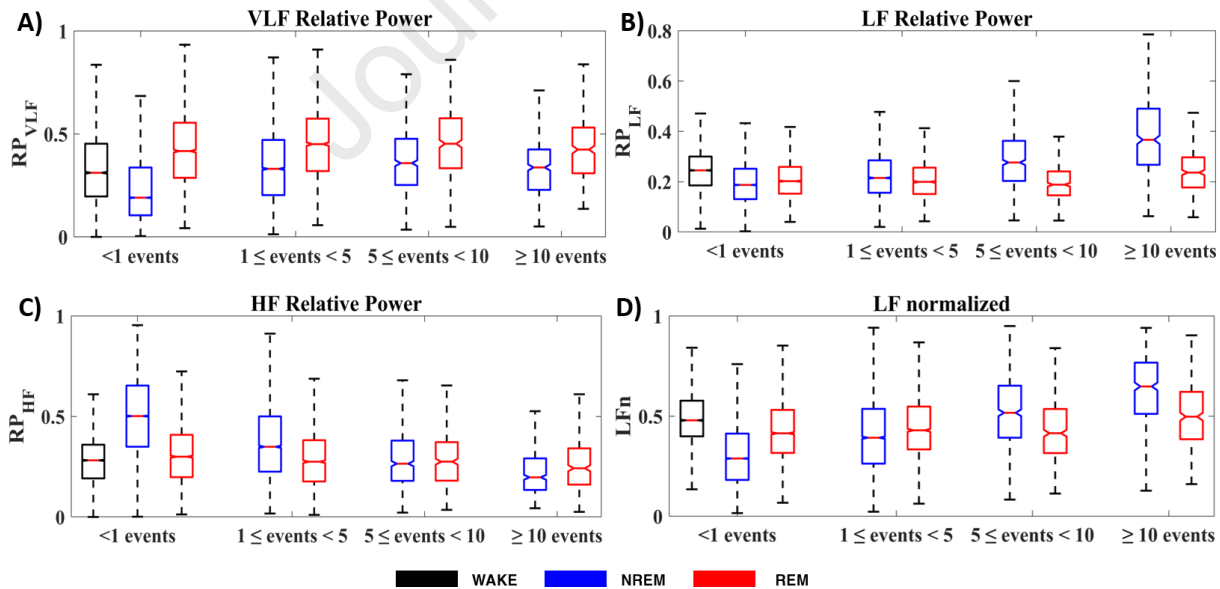 A)
VLF Relative Power
1
0.5
0
RP_VLF
<1 events
1 ≤ events < 5
5 ≤ events < 10
≥ 10 events
Jour
B)
LF Relative Power
0.8
0.6
0.4
0.2
0
RP_LF
<1 events
1 ≤ events < 5
5 ≤ events < 10
≥ 10 events
C)
HF Relative Power
1
0.5
0
RP_HF
<1 events
1 ≤ events < 5
5 ≤ events < 10
≥ 10 events
D)
LF normalized
1
0.5
0
LFn
<1 events
1 ≤ events < 5
5 ≤ events < 10
≥ 10 events
WAKE
NREM
REM